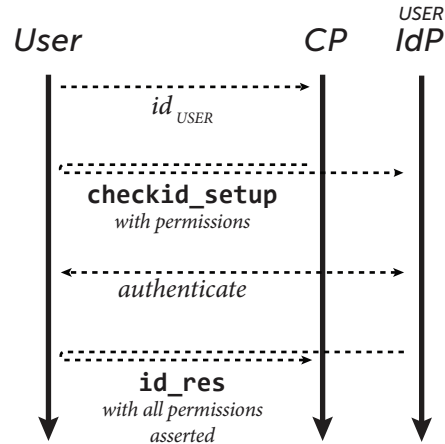 USER
User CP IdP
id USER
checkid_setup
with permissions
authenticate
id_res
with all permissions
asserted